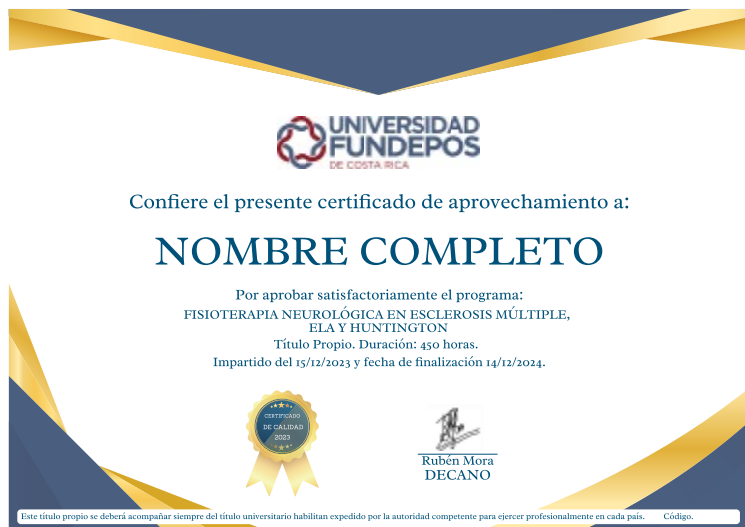 UNIVERSIDAD
FUNDEPOS
DE COSTA RICA
Confiere el presente certificado de aprovechamiento a:
NOMBRE COMPLETO
Por aprobar satisfactoriamente el programa:
FISIOTERAPIA NEUROLÓGICA EN ESCLEROSIS MÚLTIPLE,
ELA Y HUNTINGTON
Título Propio. Duración: 450 horas.
Impartido del 15/12/2023 y fecha de finalización 14/12/2024.
CERTIFICADO
DE CALIDAD
2023
Rubén Mora
DECANO
Este título propio se deberá acompañar siempre del título universitario habilitan expedido por la autoridad competente para ejercer profesionalmente en cada país. Código.